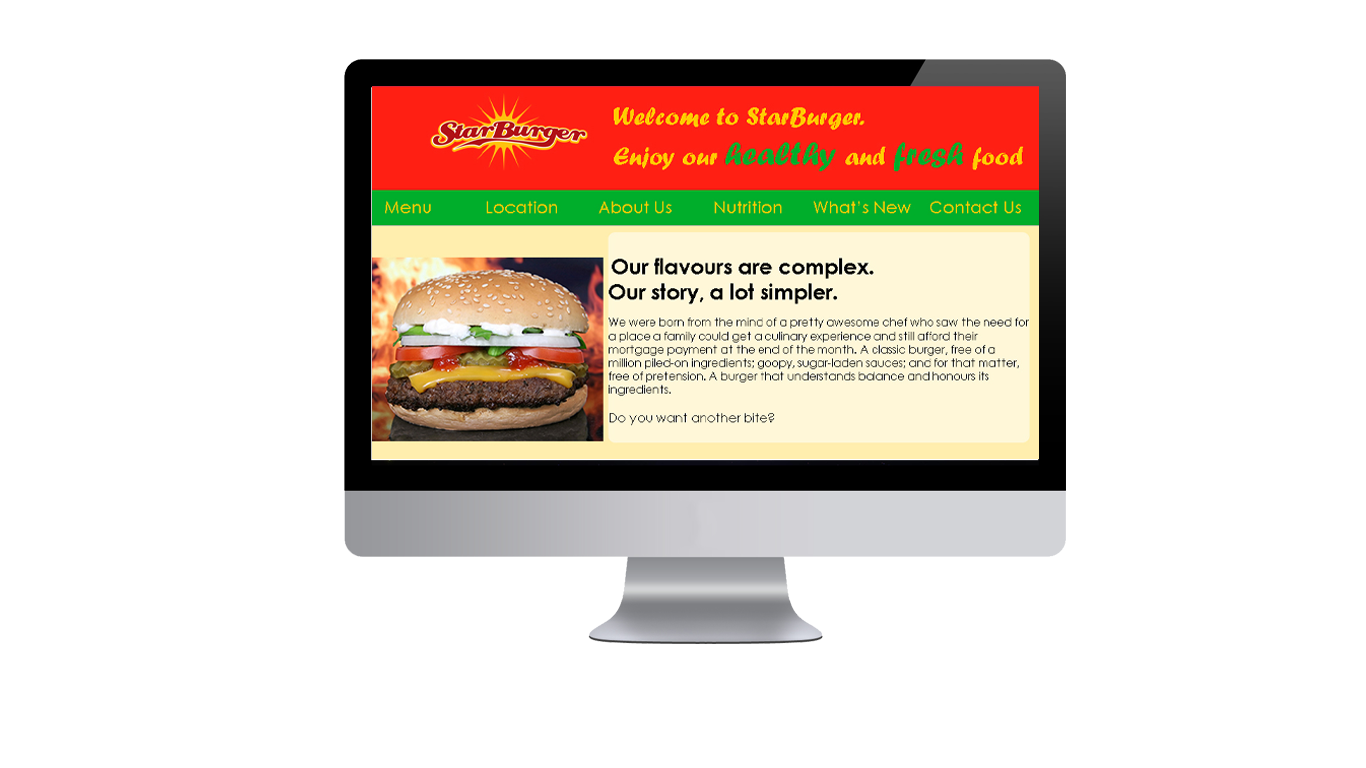 StarBurger
Welcome to StarBurger.
Enjoy our healthy and fresh food
Menu Location About Us Nutrition What's New Contact Us
Our flavours are complex.
Our story, a lot simpler.
We were born from the mind of a pretty awesome chef who saw the need for
a place a family could get a culinary experience and still afford their
mortgage payment at the end of the month. A classic burger, free of a
million piled-on ingredients; goopy, sugar-laden sauces; and for that matter,
free of pretension. A burger that understands balance and honours its
ingredients.
Do you want another bite?